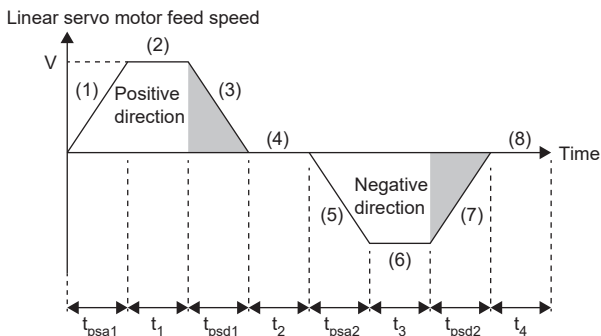 Linear servo motor feed speed
(2)
V
(1)
(3)
Positive
direction
(4)
(8)
Time
(5)
Negative
direction
(7)
(6)
tpsa1
t1
tpsd1
t2
tpsa2
t3
tpsd2
t4